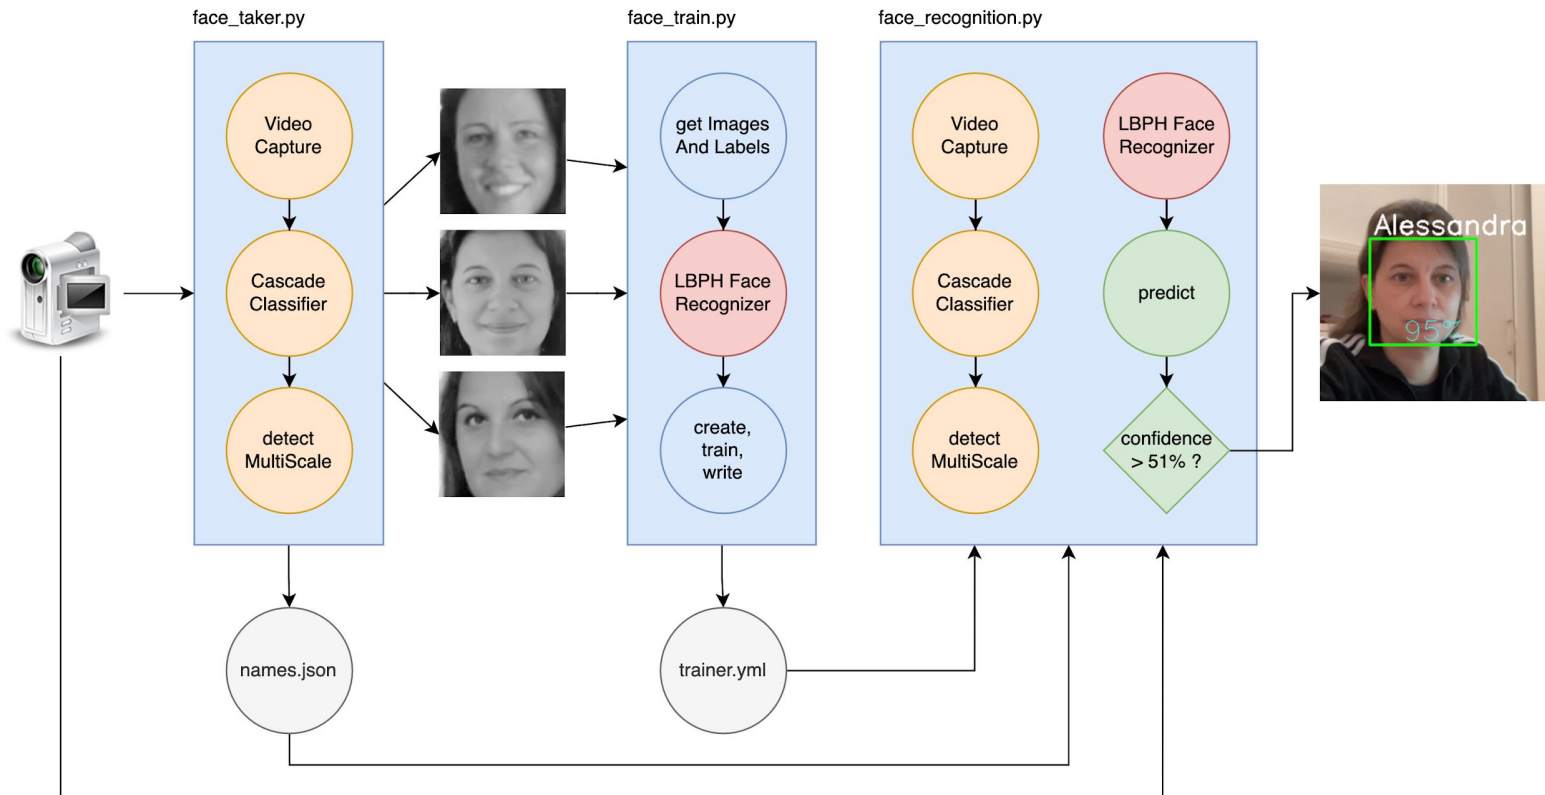 face_taker.py
face_train.py
face_recognition.py
Video
Capture
Cascade
Classifier
detect
MultiScale
get Images
And Labels
LBPH Face
Recognizer
create,
train,
write
Video
Capture
Cascade
Classifier
detect
MultiScale
LBPH Face
Recognizer
predict
confidence
> 51% ?
Alessandra
95%
names.json
trainer.yml